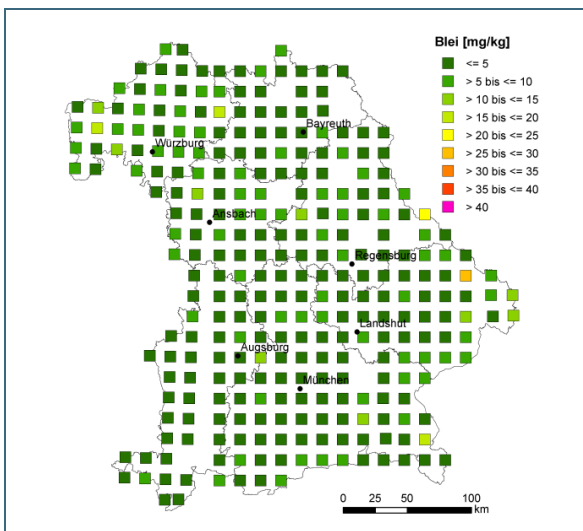 Blei [mg/kg]
<= 5
> 5 bis <= 10
> 10 bis <= 15
> 15 bis <= 20
> 20 bis <= 25
> 25 bis <= 30
> 30 bis <= 35
> 35 bis <= 40
> 40
Bayreuth
Würzburg
Ansbach
Regensburg
Landshut
Augsburg
München
0 25 50 100
km